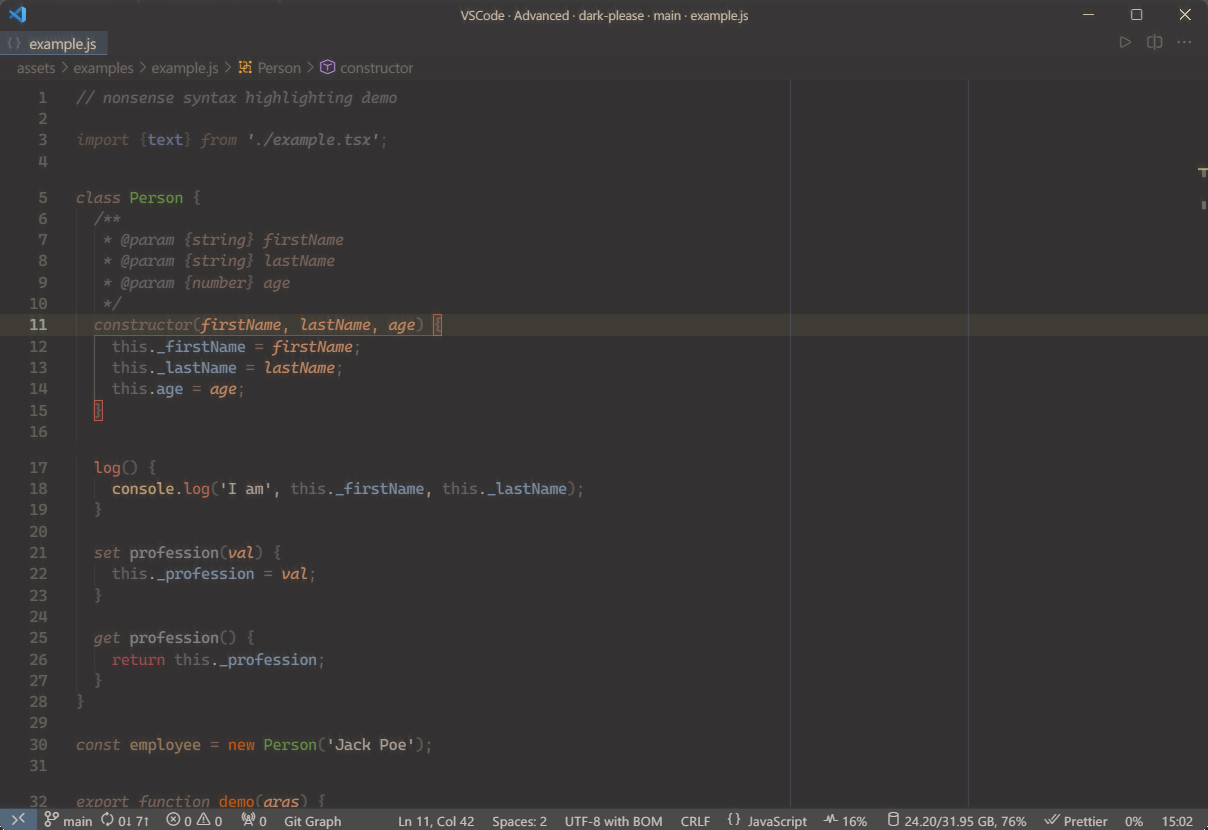 VSCode · Advanced · dark-please · main · example.js
example.js
assets > examples > example.js > Person > constructor
1 // nonsense syntax highlighting demo
2
3 import {text} from './example.tsx';
4
5 class Person {
6 /**
7 * @param {string} firstName
8 * @param {string} lastName
9 * @param {number} age
10 */
11 constructor(firstName, lastName, age) {
12 this._firstName = firstName;
13 this._lastName = lastName;
14 this.age = age;
15 }
16
17 log() {
18 console.log('I am', this._firstName, this._lastName);
19 }
20
21 set profession(val) {
22 this._profession = val;
23 }
24
25 get profession() {
26 return this._profession;
27 }
28 }
29
30 const employee = new Person('Jack Poe');
31
32 export function demo(args) {
main 0↓ 7↑ 0 0 0 Git Graph Ln 11, Col 42 Spaces: 2 UTF-8 with BOM CRLF {} JavaScript 16% 24.20/31.95 GB, 76% Prettier 0% 15:02